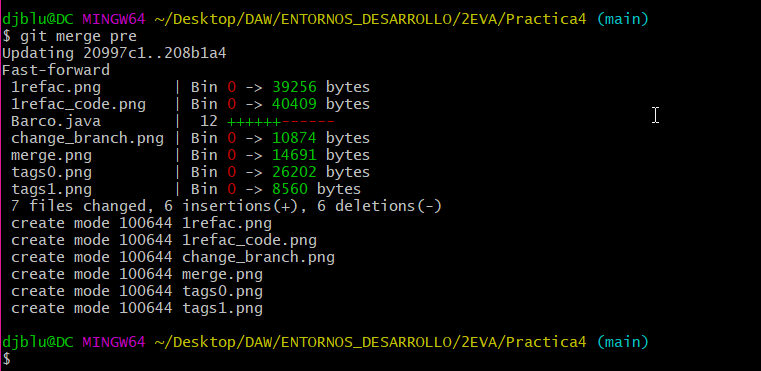 djblu@DC MINGW64 ~/Desktop/DAW/ENTORNOS_DESARROLLO/2EVA/Practica4 (main)
$ git merge pre
Updating 20997c1..208b1a4
Fast-forward
 1refac.png        | Bin 0 -> 39256 bytes
 1refac_code.png   | Bin 0 -> 40409 bytes
 Barco.java        |  12 ++++++------
 change_branch.png | Bin 0 -> 10874 bytes
 merge.png         | Bin 0 -> 14691 bytes
 tags0.png         | Bin 0 -> 26202 bytes
 tags1.png         | Bin 0 -> 8560 bytes
 7 files changed, 6 insertions(+), 6 deletions(-)
 create mode 100644 1refac.png
 create mode 100644 1refac_code.png
 create mode 100644 change_branch.png
 create mode 100644 merge.png
 create mode 100644 tags0.png
 create mode 100644 tags1.png
djblu@DC MINGW64 ~/Desktop/DAW/ENTORNOS_DESARROLLO/2EVA/Practica4 (main)
$